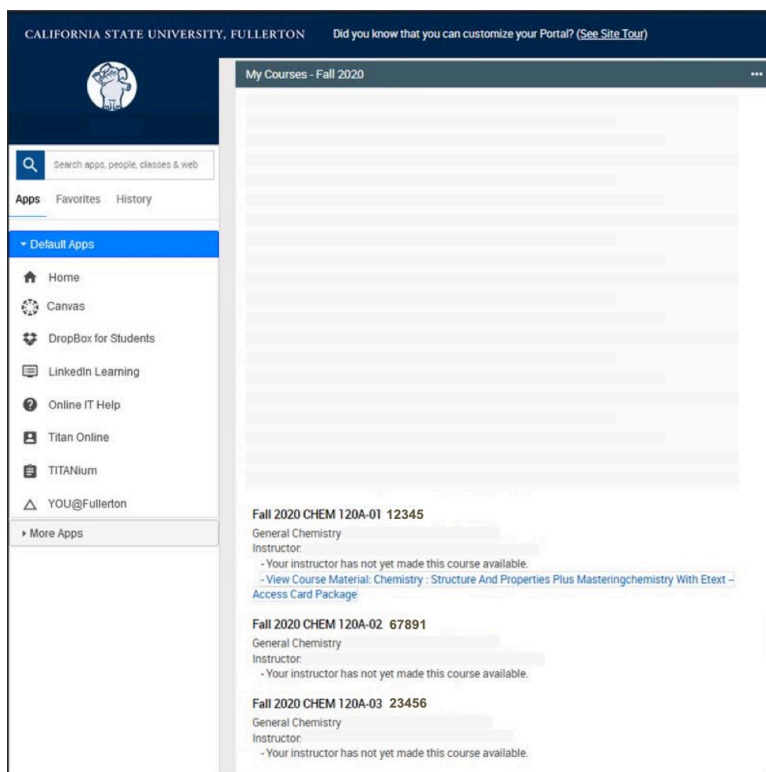 CALIFORNIA STATE UNIVERSITY, FULLERTON
Did you know that you can customize your Portal? (See Site Tour)
Search apps, people, classes & web
Apps Favorites History
Default Apps
Home
Canvas
DropBox for Students
LinkedIn Learning
Online IT Help
Titan Online
TITANium
YOU@Fullerton
More Apps
My Courses - Fall 2020
Fall 2020 CHEM 120A-01 12345
General Chemistry
Instructor:
- Your instructor has not yet made this course available.
- View Course Material: Chemistry : Structure And Properties Plus Masteringchemistry With Etext --
Access Card Package
Fall 2020 CHEM 120A-02 67891
General Chemistry
Instructor:
- Your instructor has not yet made this course available.
Fall 2020 CHEM 120A-03 23456
General Chemistry
Instructor:
- Your instructor has not yet made this course available.